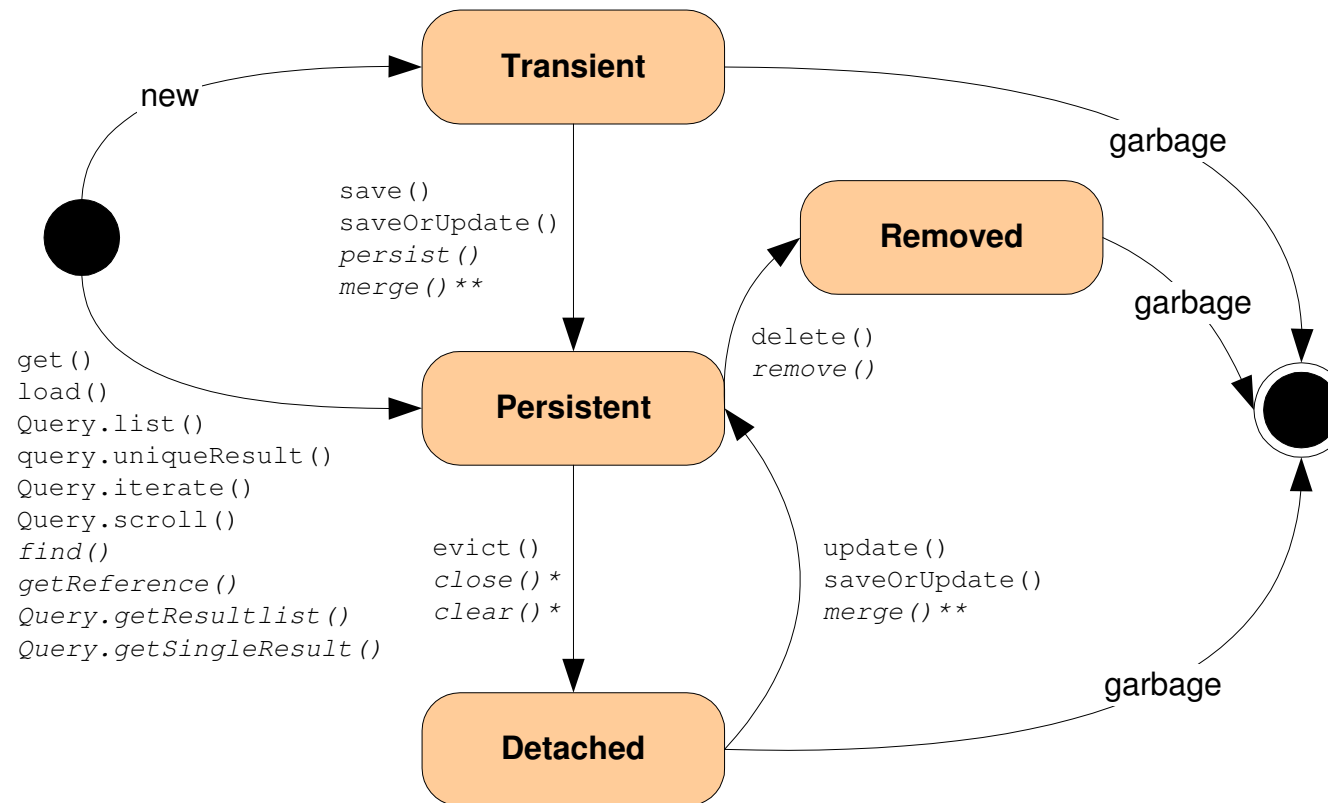 Transient
new
garbage
save()
saveOrUpdate()
persist()
merge()**
Removed
garbage
delete()
remove()
get()
load()
Query.list()
query.uniqueResult()
Query.iterate()
Query.scroll()
find()
getReference()
Query.getResultlist()
Query.getSingleResult()
Persistent
evict()
close()*
clear()*
update()
saveOrUpdate()
merge()**
garbage
Detached